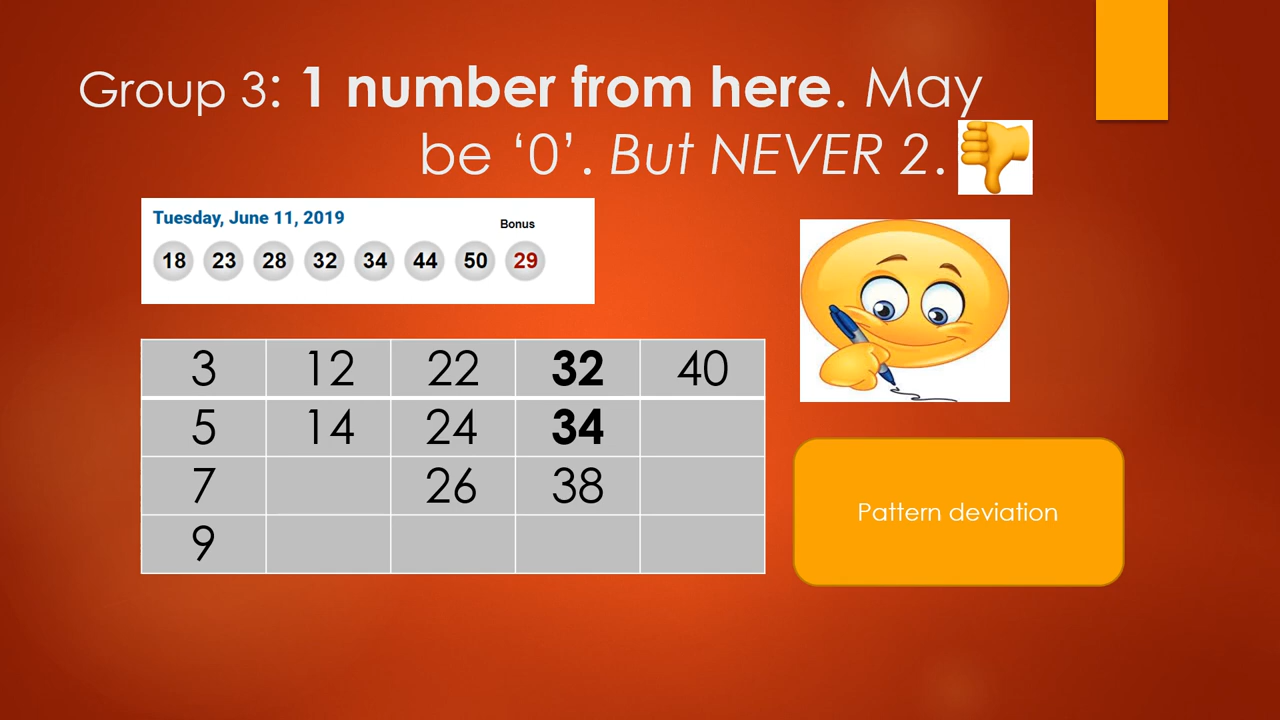 Group 3: 1 number from here. May
be ‘0’. But NEVER 2.
Tuesday, June 11, 2019
Bonus
18 23 28 32 34 44 50 29
3 12 22 32 40
5 14 24 34
7 26 38
9
Pattern deviation